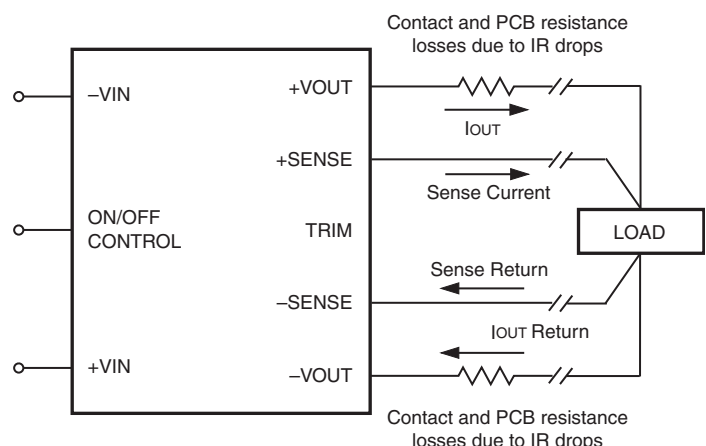 Contact and PCB resistance
losses due to IR drops
–VIN
+VOUT
IOUT
+SENSE
Sense Current
ON/OFF
CONTROL
TRIM
LOAD
Sense Return
–SENSE
IOUT Return
+VIN
–VOUT
Contact and PCB resistance
losses due to IR drops